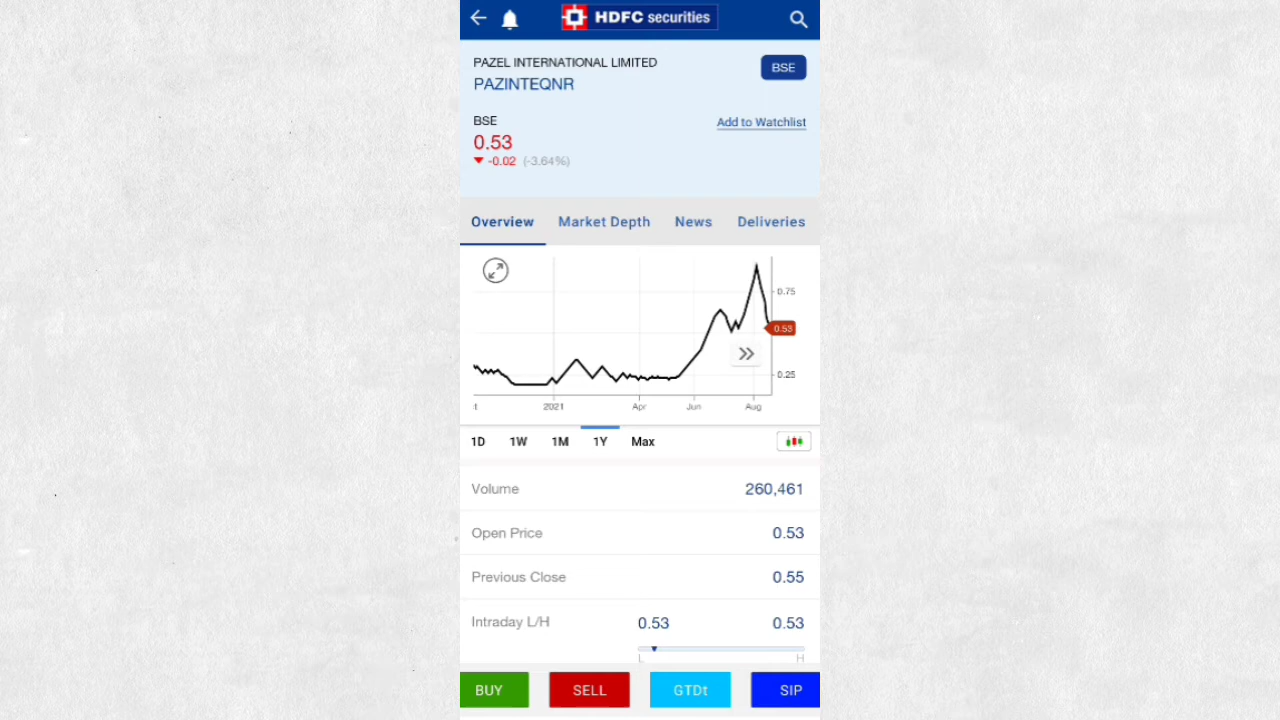 HDFC securities
PAZEL INTERNATIONAL LIMITED
BSE
PAZINTEQNR
BSE
Add to Watchlist
0.53
-0.02 (-3.64%)
Overview Market Depth News Deliveries
0.75
0.53
0.25
t 2021 Apr Jun Aug
1D 1W 1M 1Y Max
Volume 260,461
Open Price 0.53
Previous Close 0.55
Intraday L/H 0.53 0.53
L H
BUY SELL GTDt SIP